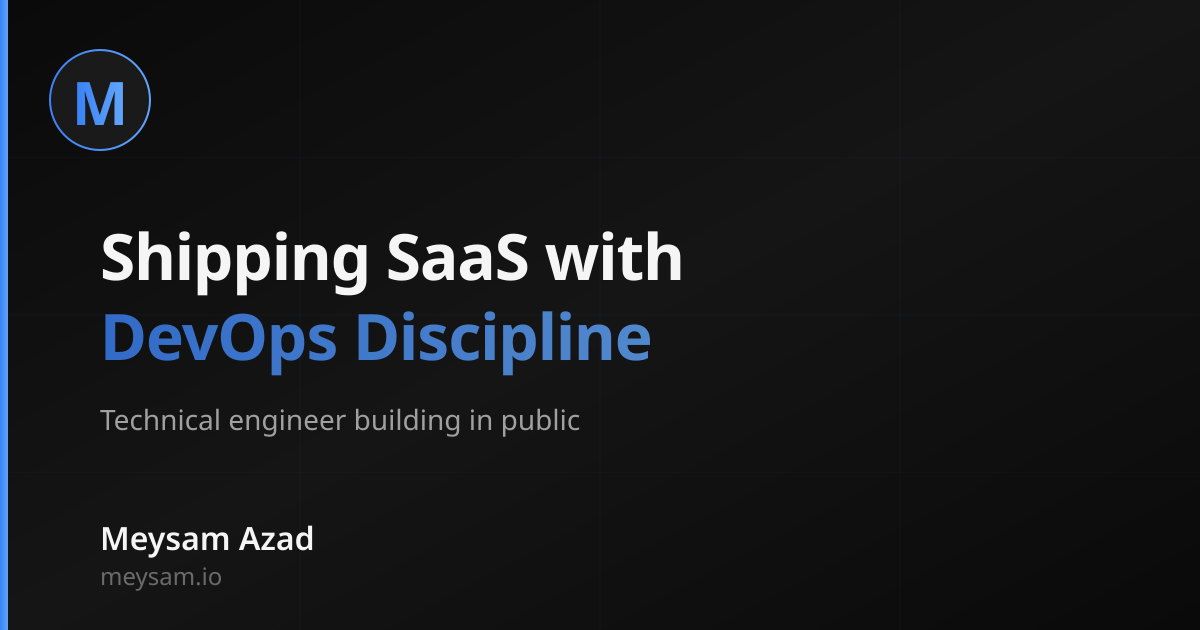 M
Shipping SaaS with
DevOps Discipline
Technical engineer building in public
Meysam Azad
meysam.io